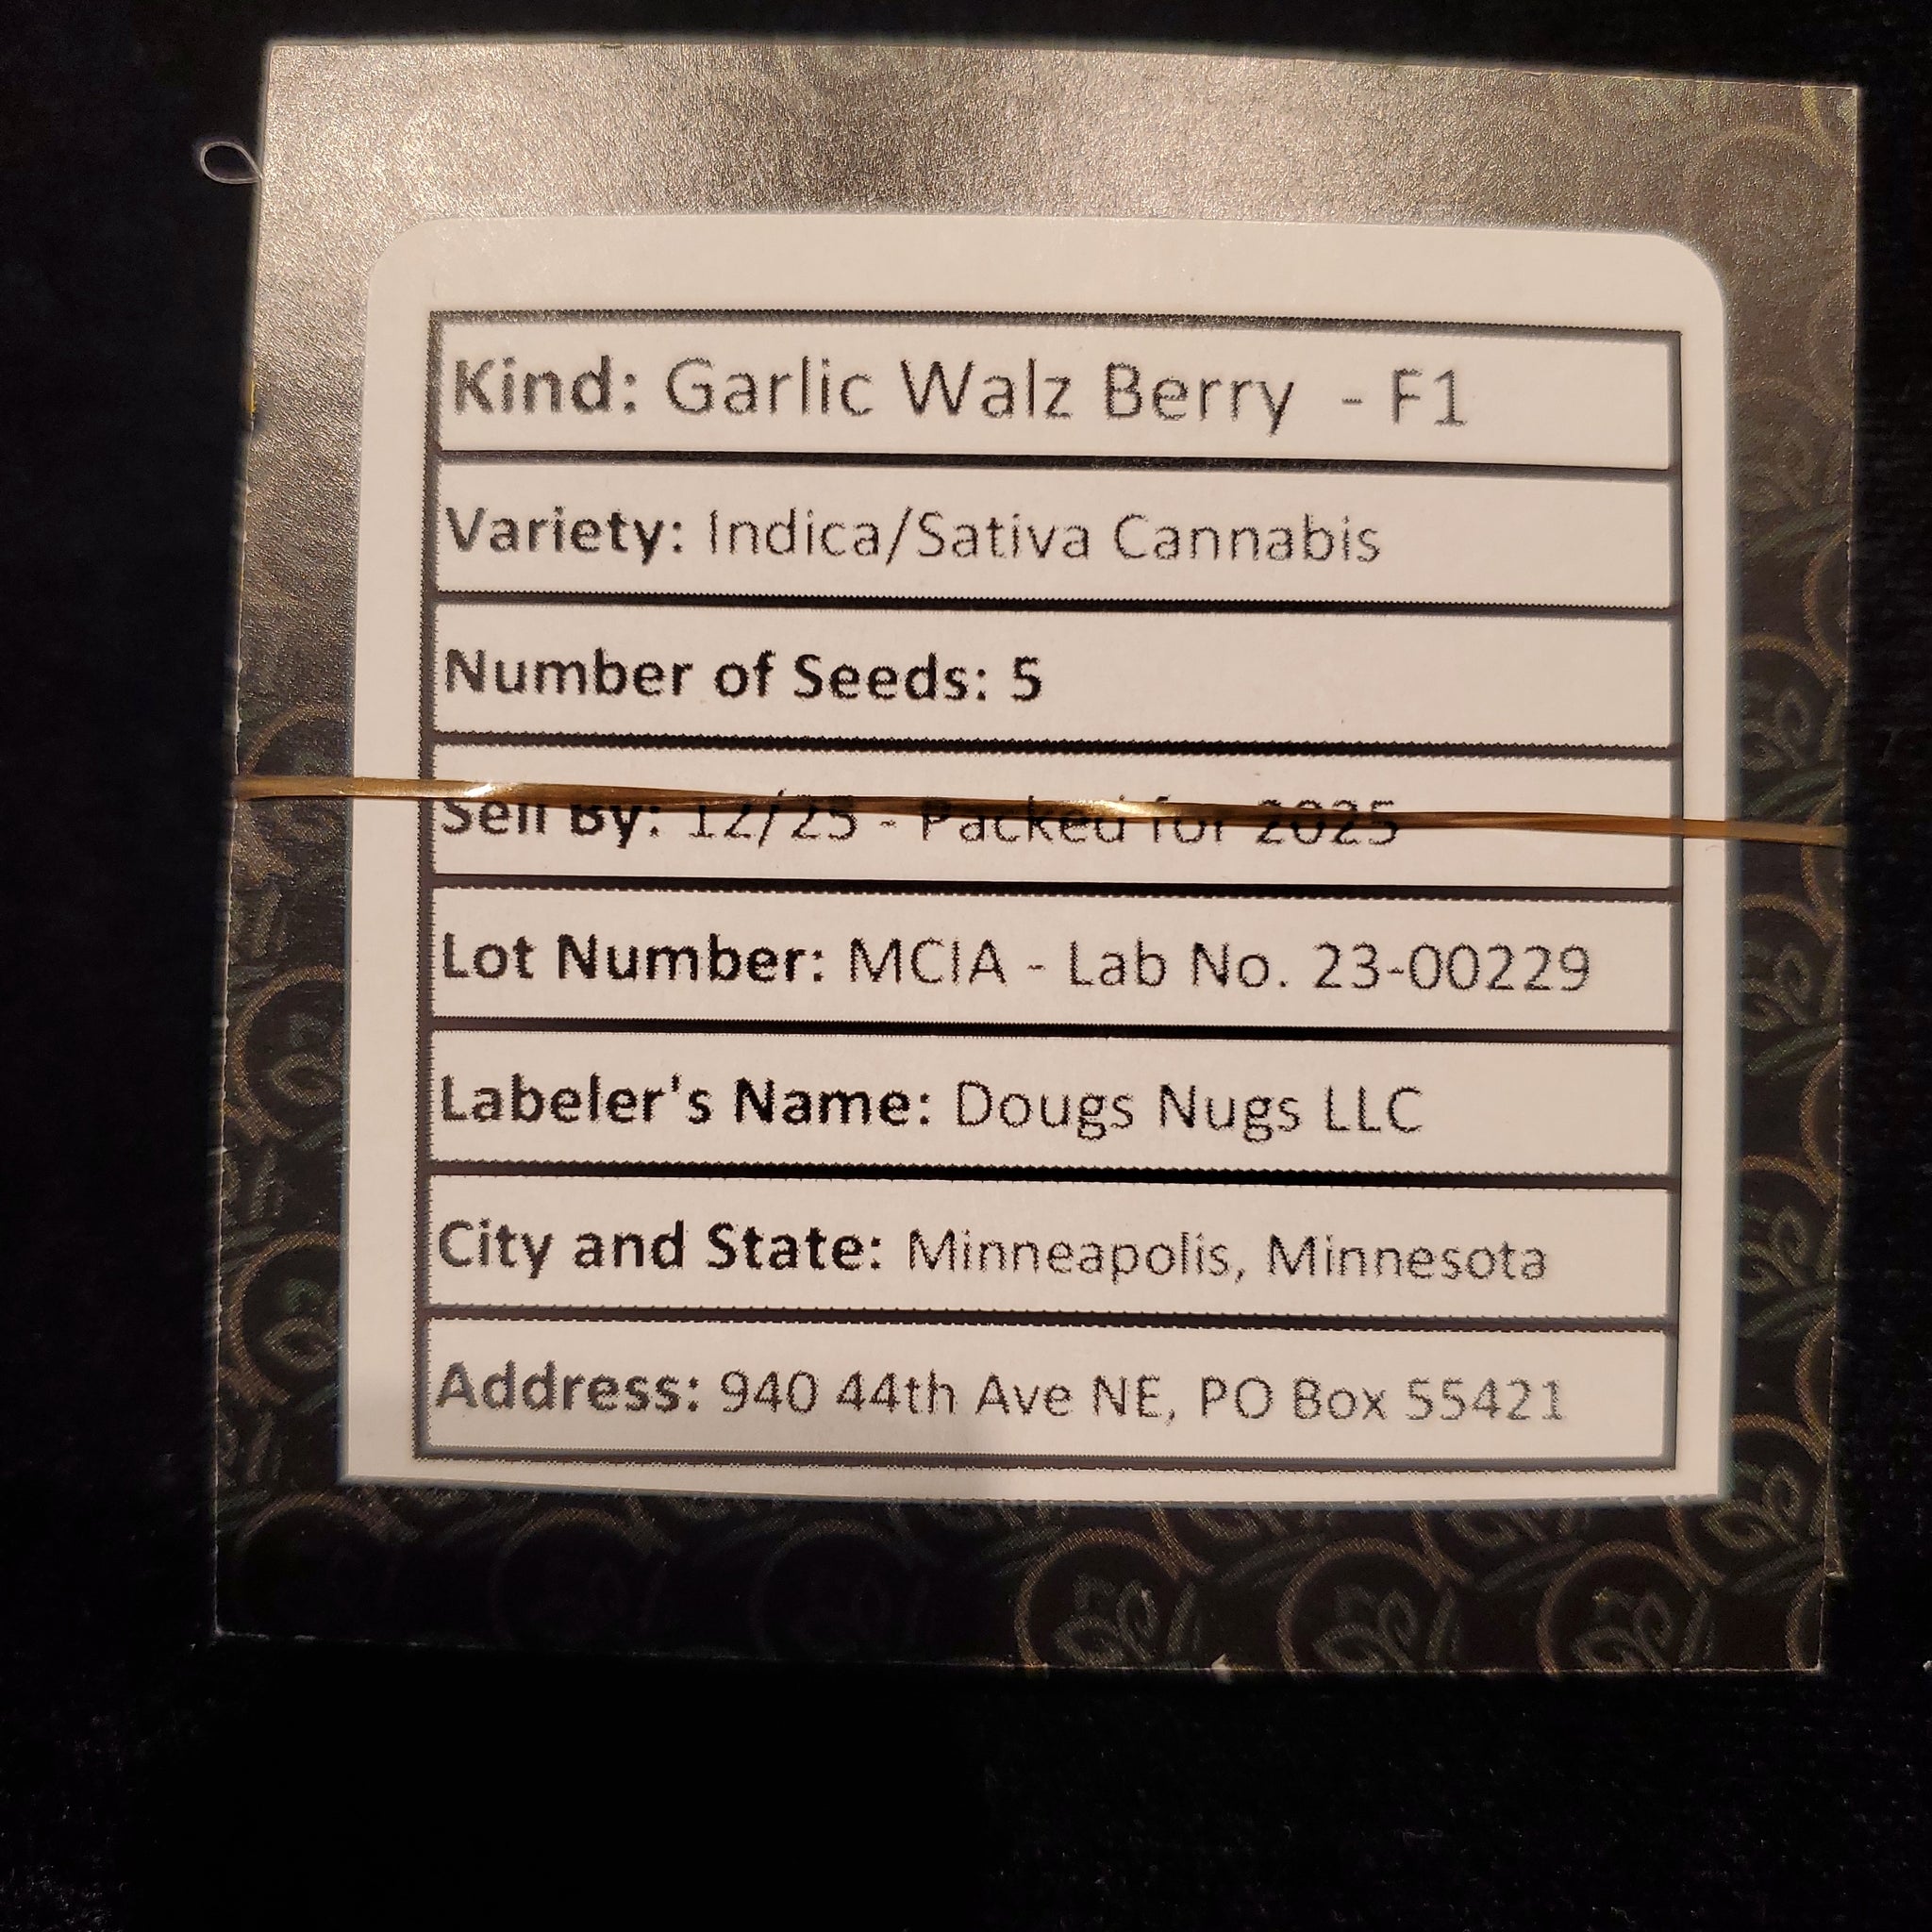 Kind: Garlic Walz Berry - F1
Variety: Indica/Sativa Cannabis
Number of Seeds: 5
Sell By: 12/25 - Packed for 2025
Lot Number: MCIA - Lab No. 23-00229
Labeler's Name: Dougs Nugs LLC
City and State: Minneapolis, Minnesota
Address: 940 44th Ave NE, PO Box 55421